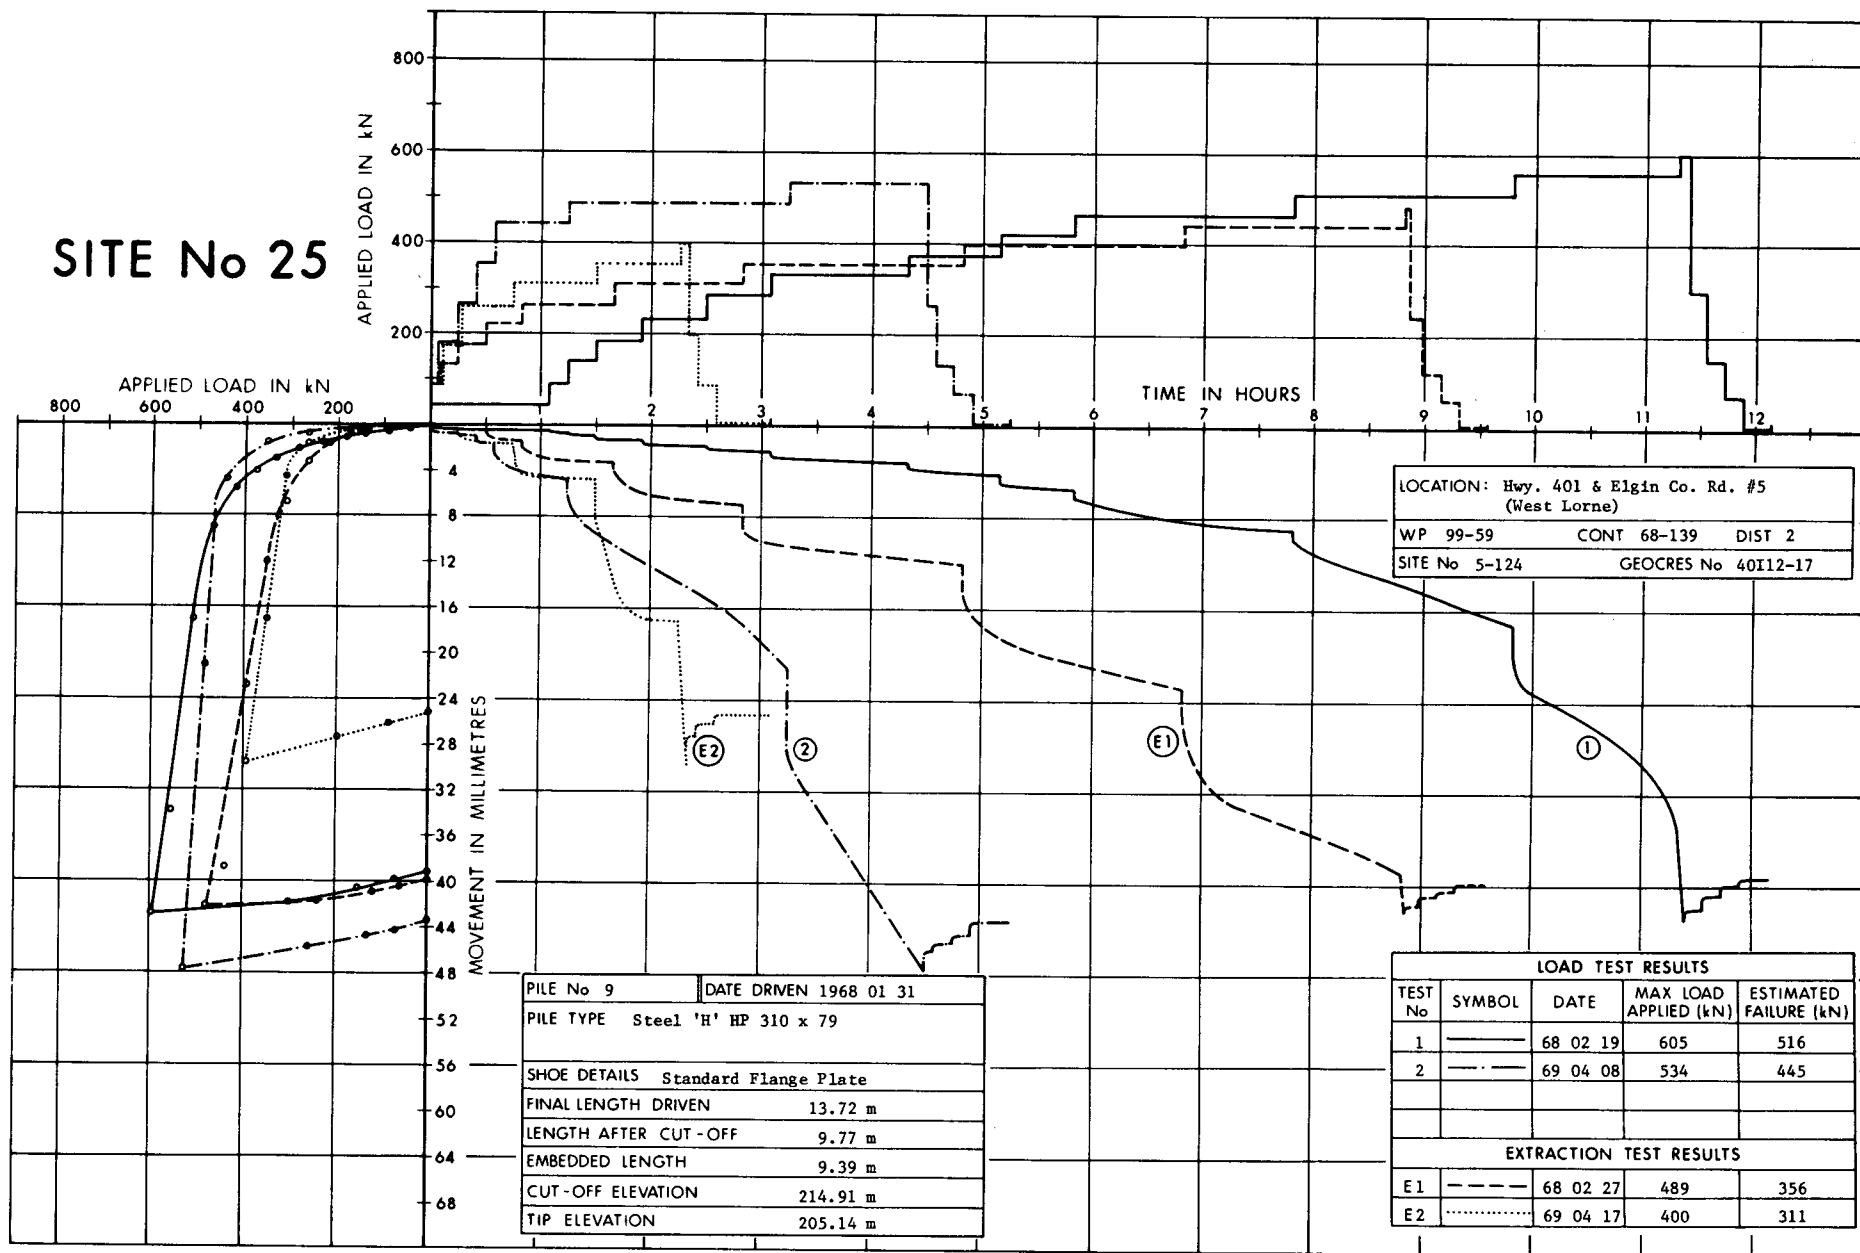 SITE No 25
APPLIED LOAD IN kN
800
600
400
200
APPLIED LOAD IN kN
800 600 400 200
TIME IN HOURS
2 3 4 5 6 7 8 9 10 11 12
MOVEMENT IN MILLIMETRES
4
8
12
16
20
24
28
32
36
40
44
48
52
56
60
64
68
E2
2
E1
1
LOCATION: Hwy. 401 & Elgin Co. Rd. #5
(West Lorne)
WP 99-59 CONT 68-139 DIST 2
SITE No 5-124 GEOCRES No 40I12-17
PILE No 9 DATE DRIVEN 1968 01 31
PILE TYPE Steel 'H' HP 310 x 79
SHOE DETAILS Standard Flange Plate
FINAL LENGTH DRIVEN 13.72 m
LENGTH AFTER CUT-OFF 9.77 m
EMBEDDED LENGTH 9.39 m
CUT-OFF ELEVATION 214.91 m
TIP ELEVATION 205.14 m
LOAD TEST RESULTS
TEST No SYMBOL DATE MAX LOAD APPLIED (kN) ESTIMATED FAILURE (kN)
1 68 02 19 605 516
2 69 04 08 534 445
EXTRACTION TEST RESULTS
E1 68 02 27 489 356
E2 69 04 17 400 311